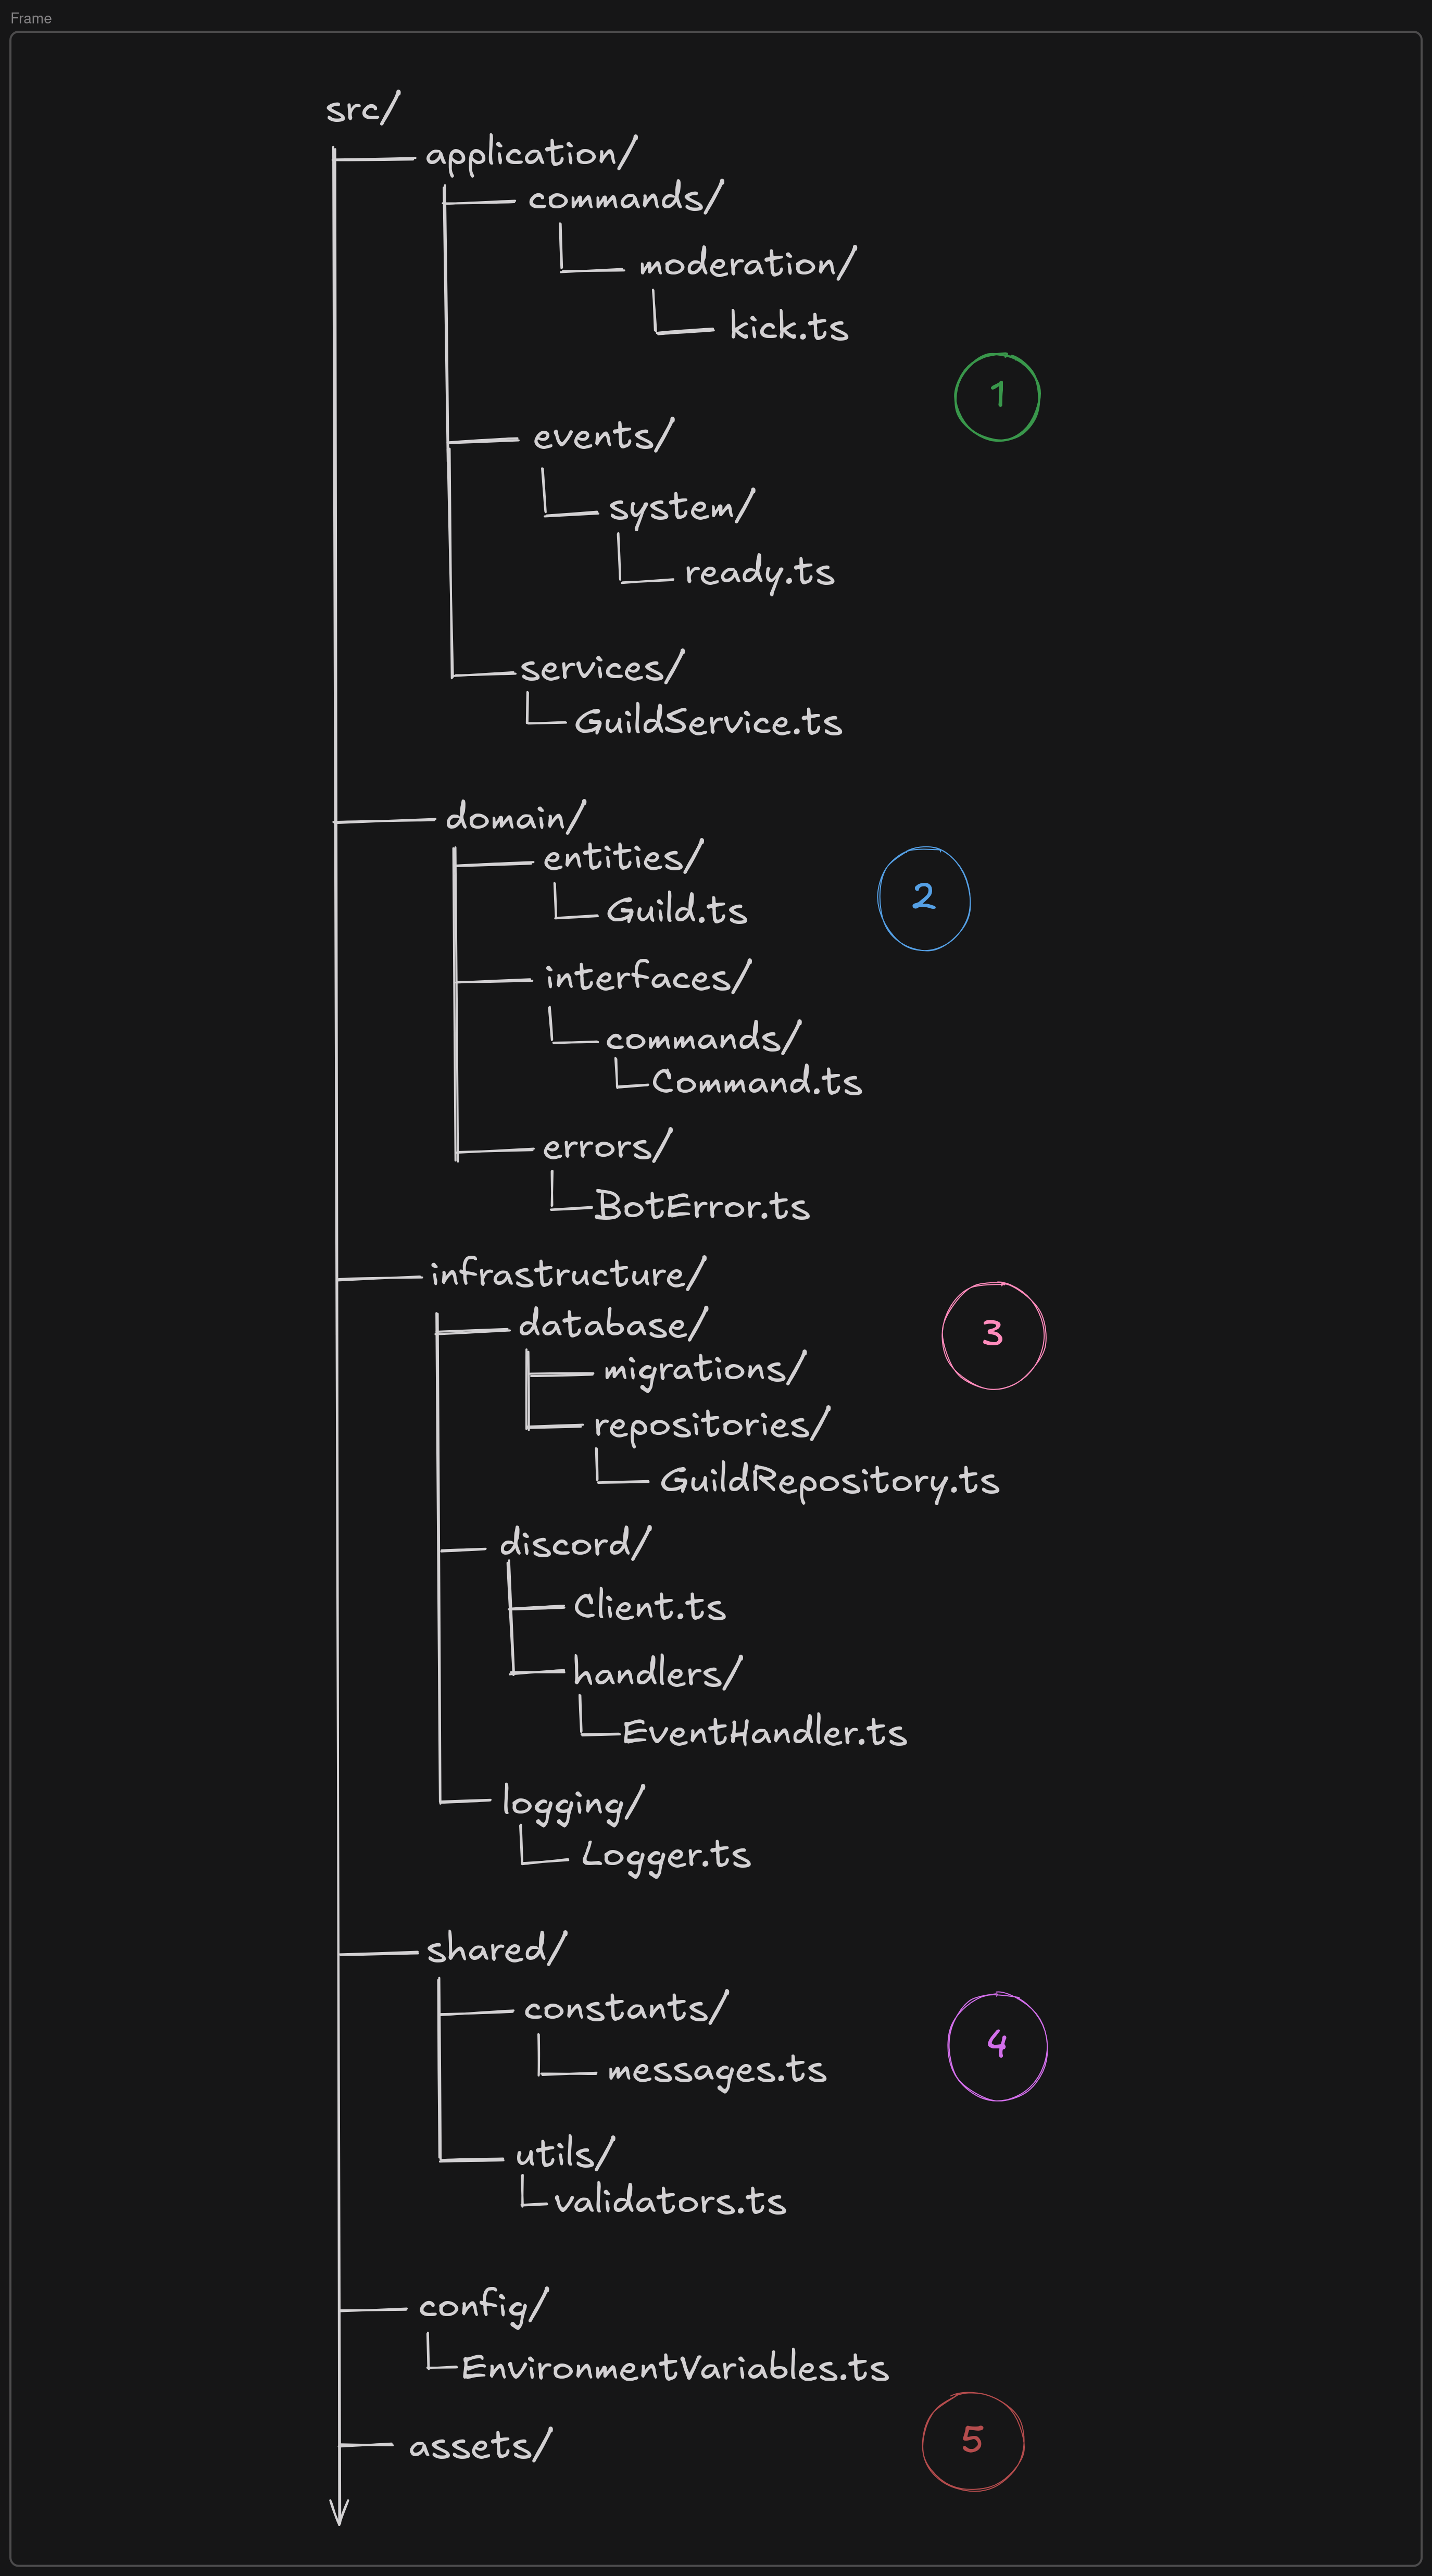 Frame
src/
application/
commands/
moderation/
kick.ts
1
events/
system/
ready.ts
services/
GuildService.ts
domain/
entities/
2
Guild.ts
interfaces/
commands/
Command.ts
errors/
BotError.ts
infrastructure/
database/
3
migrations/
repositories/
GuildRepository.ts
discord/
Client.ts
handlers/
EventHandler.ts
logging/
Logger.ts
shared/
constants/
4
messages.ts
utils/
validators.ts
config/
EnvironmentVariables.ts
5
assets/